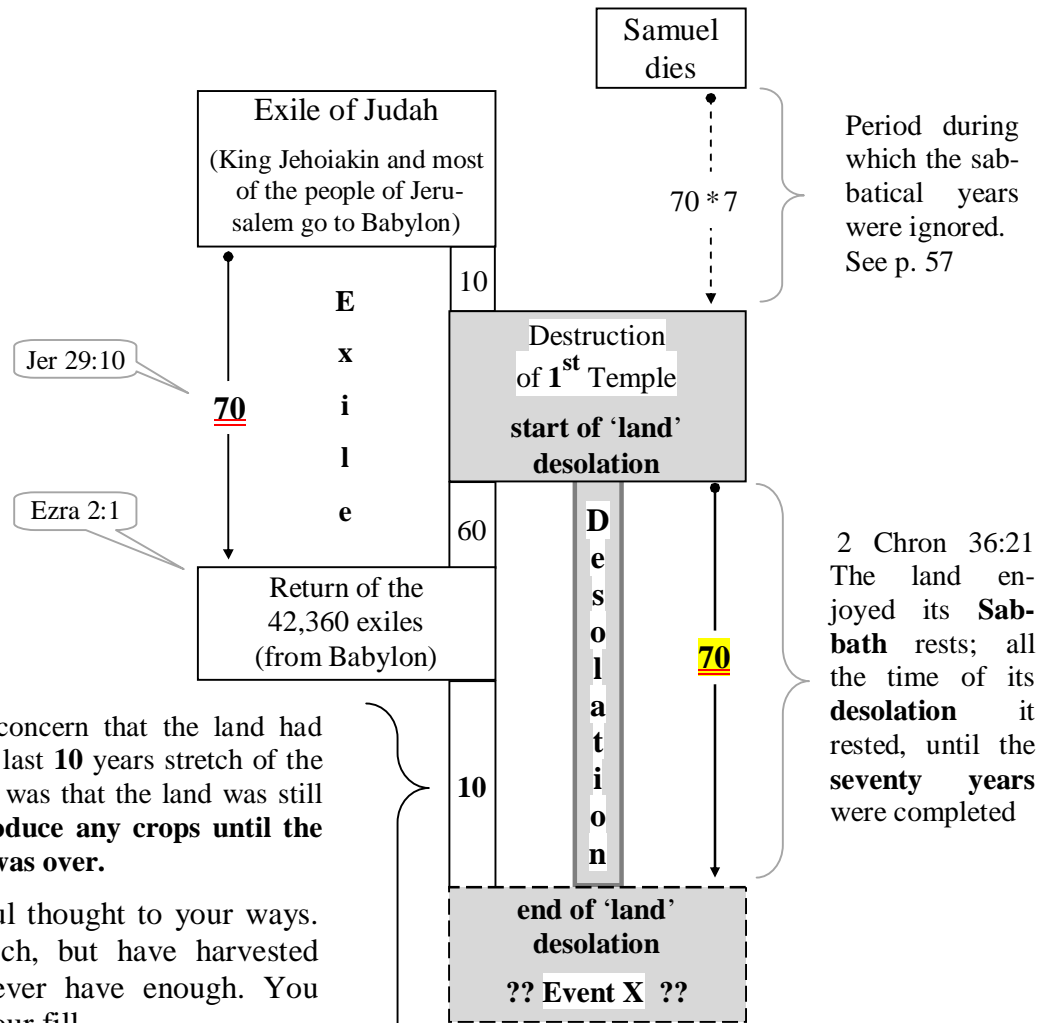 Samuel
dies
Exile of Judah
(King Jehoiakin and most
of the people of Jeru-
salem go to Babylon)
Period during
which the sab-
batical years
were ignored.
See p. 57
70 * 7
10
E
x
i
l
e
Jer 29:10
70
Destruction
of 1st Temple
start of ‘land’
desolation
Ezra 2:1
60
Return of the
42,360 exiles
(from Babylon)
D
e
s
o
l
a
t
i
o
n
70
2 Chron 36:21
The land en-
joyed its Sab-
bath rests; all
the time of its
desolation it
rested, until the
seventy years
were completed
concern that the land had
last 10 years stretch of the
was that the land was still
oduce any crops until the
was over.
10
ul thought to your ways.
ch, but have harvested
ever have enough. You
our fill
end of ‘land’
desolation
?? Event X ??